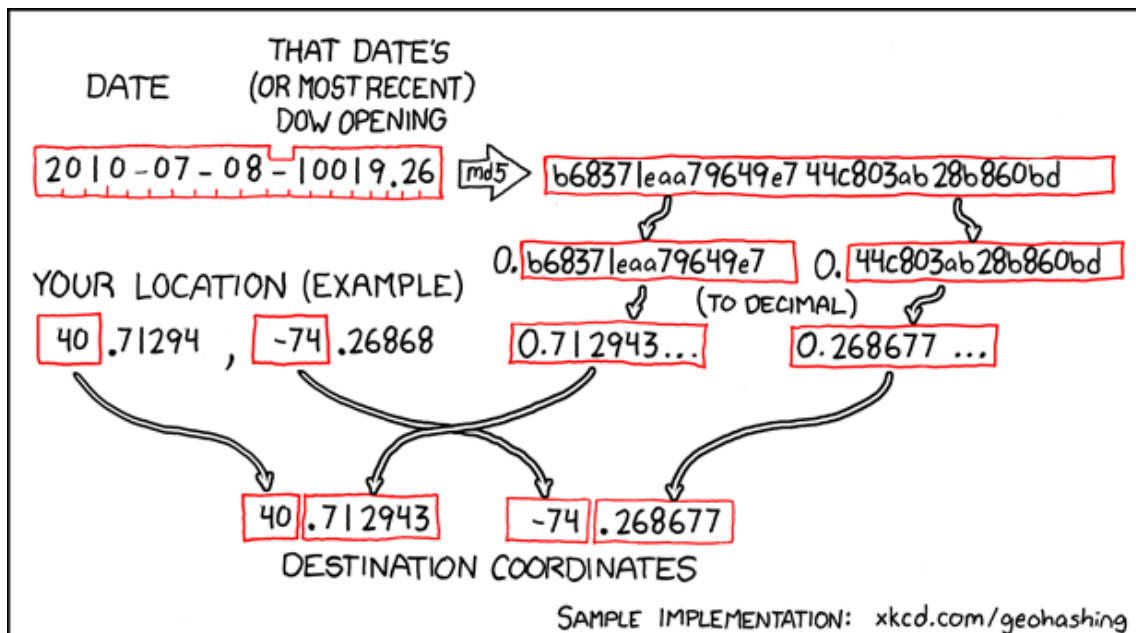 DATE
THAT DATE'S
(OR MOST RECENT)
DOW OPENING
2010-07-08-10019.26
md5
b68371eaa79649e744c803ab28b860bd
0.b68371eaa79649e7
0.44c803ab28b860bd
(TO DECIMAL)
YOUR LOCATION (EXAMPLE)
40.71294, -74.26868
0.712943...
0.268677...
40.712943
-74.268677
DESTINATION COORDINATES
SAMPLE IMPLEMENTATION: xkcd.com/geohashing